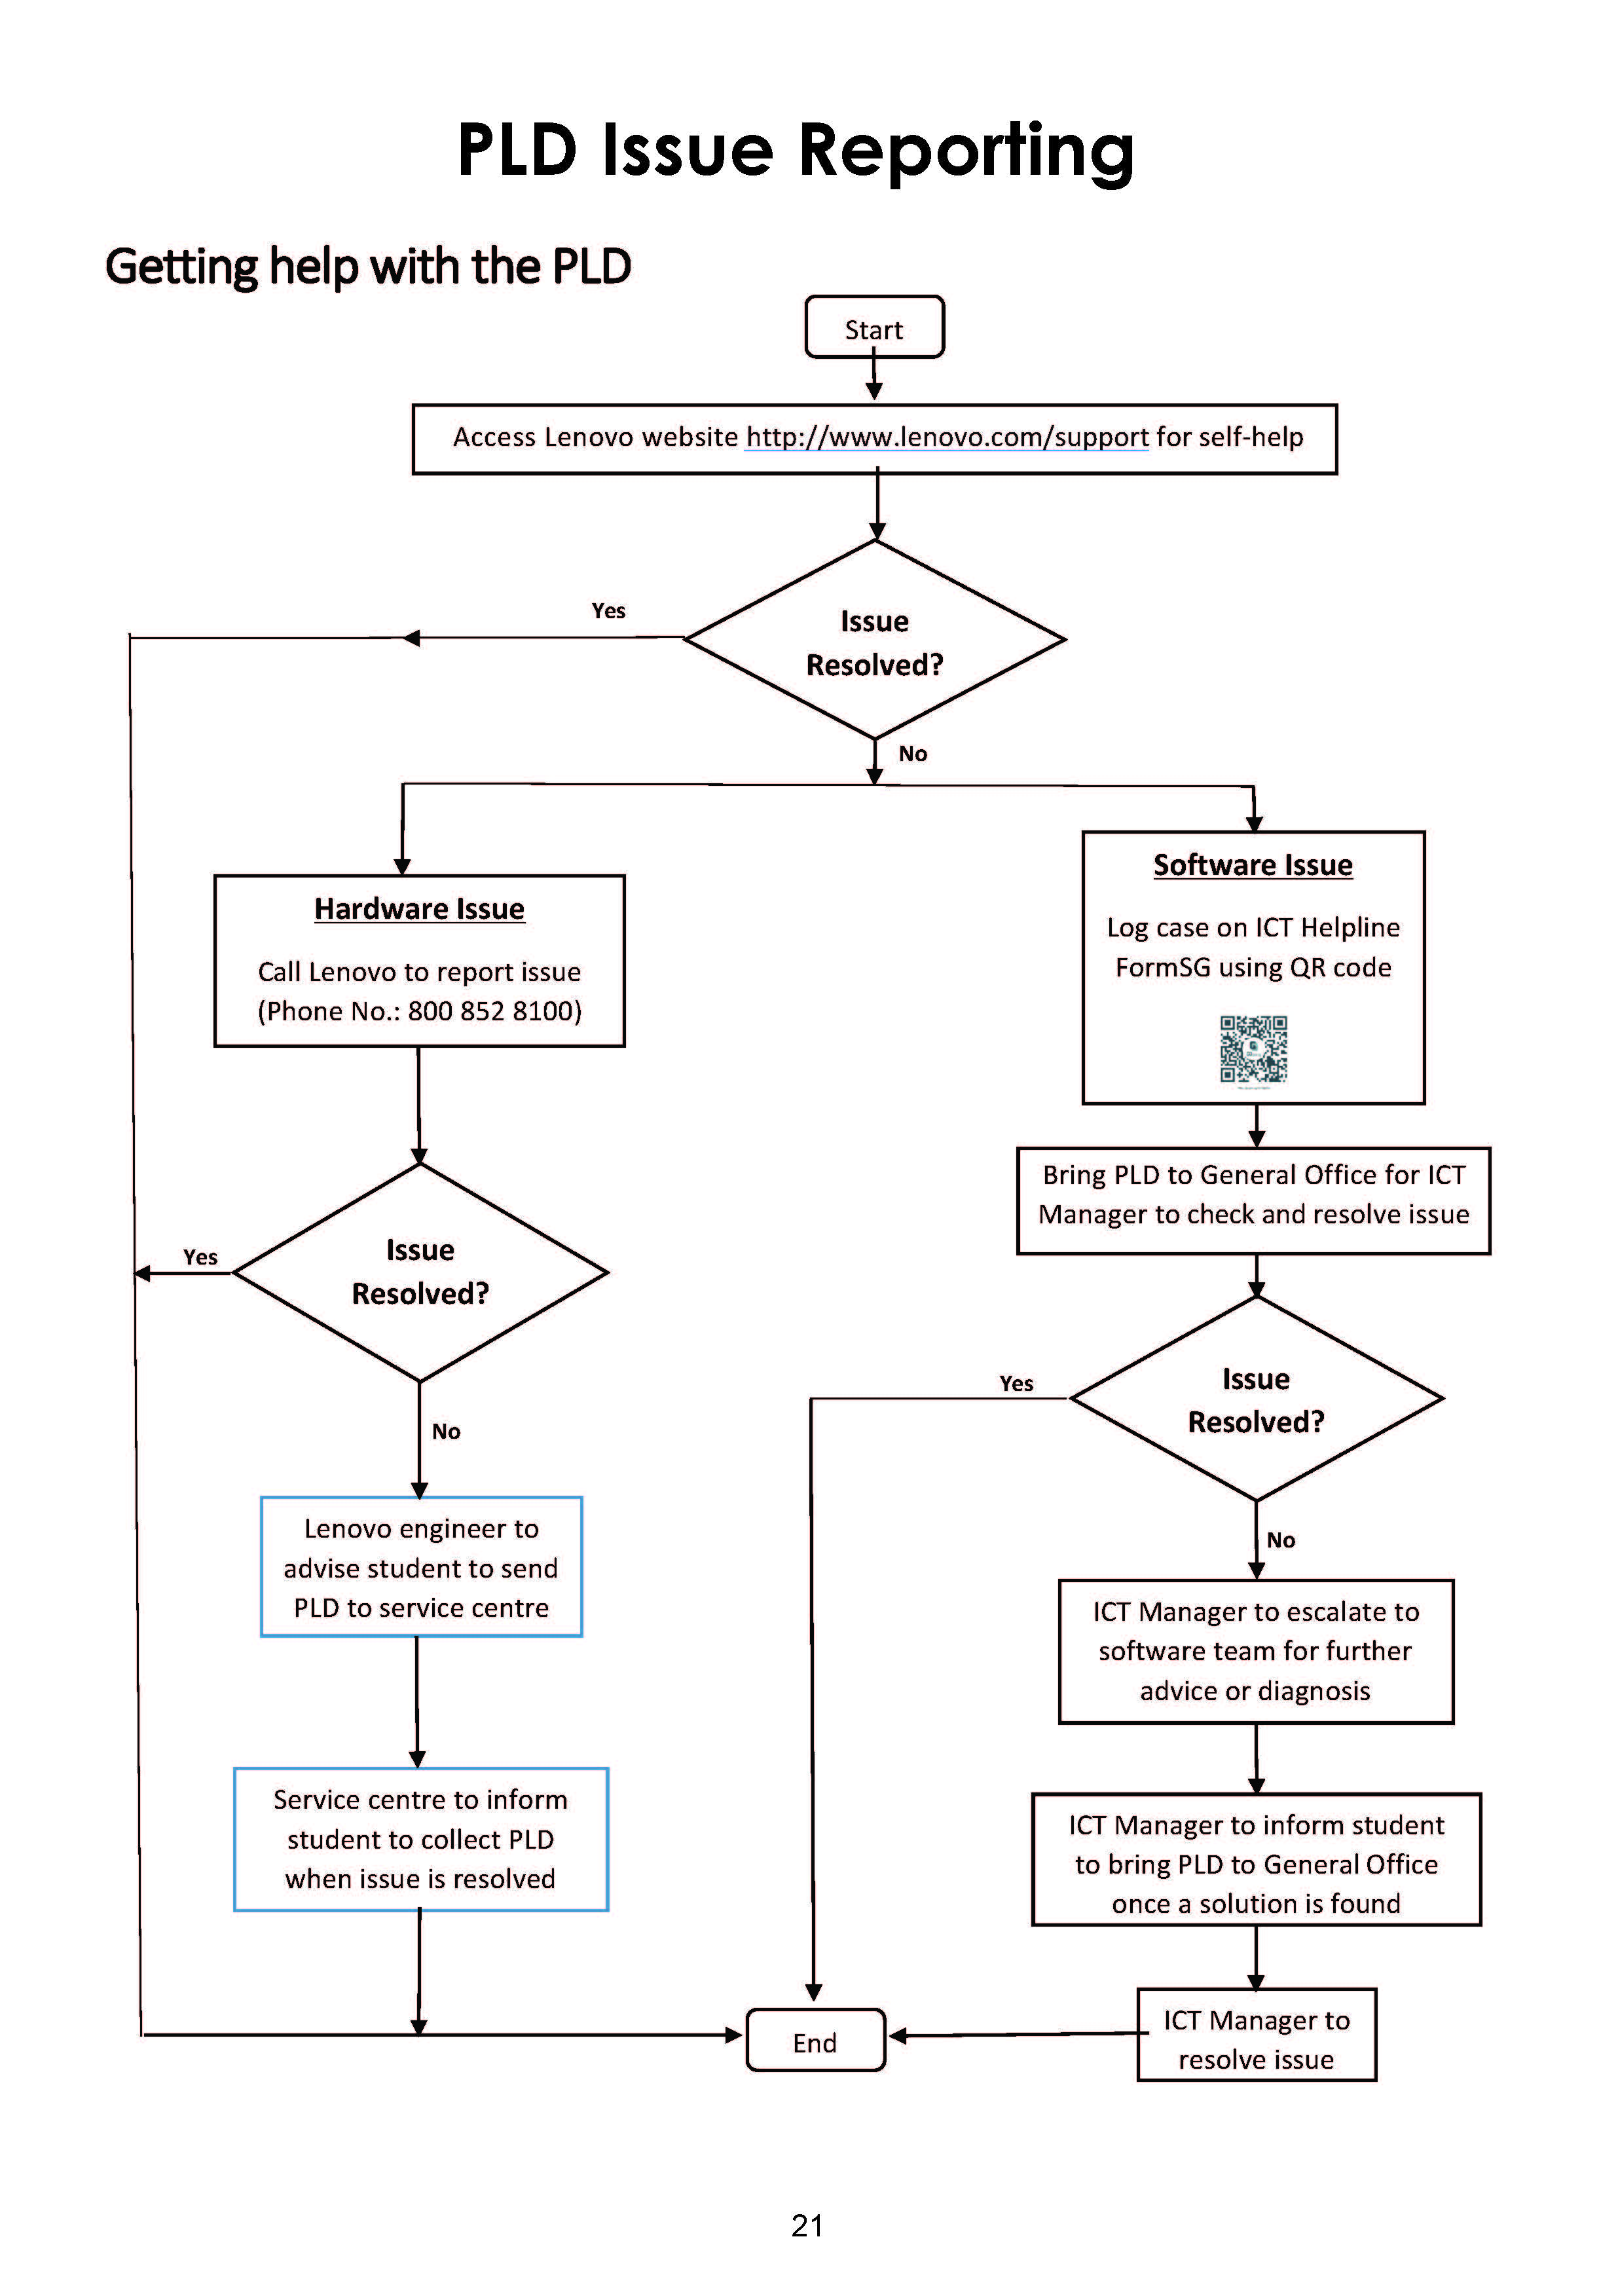 PLD Issue Reporting
Getting help with the PLD
Start
Access Lenovo website http://www.lenovo.com/support for self-help
Yes
Issue
Resolved?
No
Hardware Issue
Call Lenovo to report issue
(Phone No.: 800 852 8100)
Software Issue
Log case on ICT Helpline
FormSG using QR code
Bring PLD to General Office for ICT
Manager to check and resolve issue
Yes
Issue
Resolved?
No
Yes
Issue
Resolved?
No
Lenovo engineer to
advise student to send
PLD to service centre
ICT Manager to escalate to
software team for further
advice or diagnosis
Service centre to inform
student to collect PLD
when issue is resolved
ICT Manager to inform student
to bring PLD to General Office
once a solution is found
ICT Manager to
resolve issue
End
21